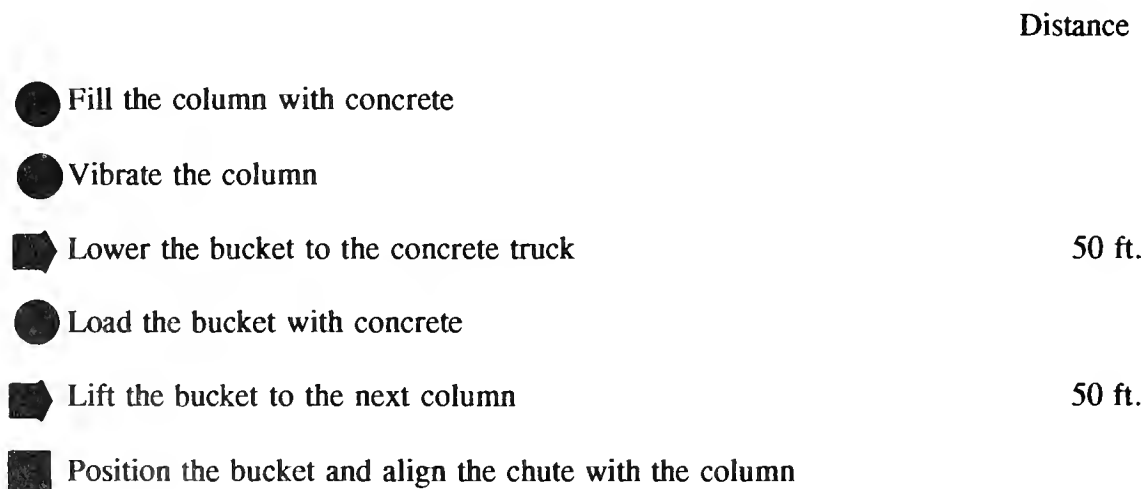 Distance
Fill the column with concrete
Vibrate the column
Lower the bucket to the concrete truck 50 ft.
Load the bucket with concrete
Lift the bucket to the next column 50 ft.
Position the bucket and align the chute with the column